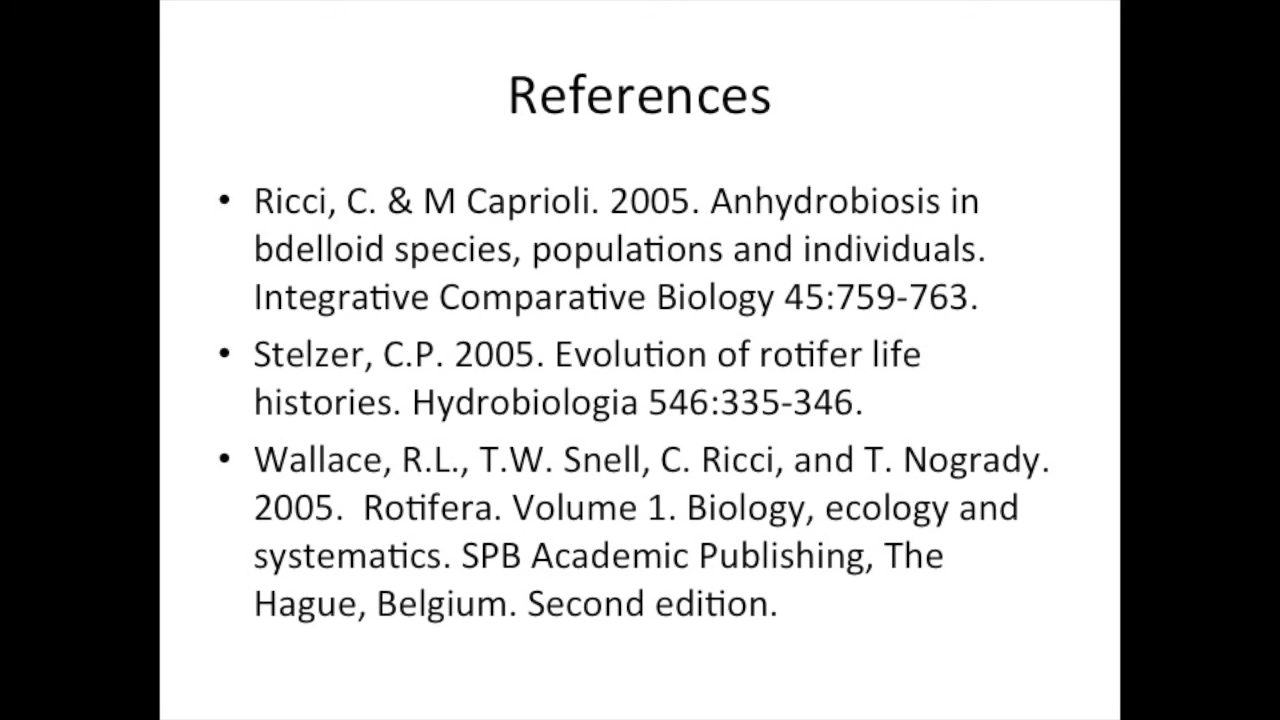 References
• Ricci, C. & M Caprioli. 2005. Anhydrobiosis in
bdelloid species, populations and individuals.
Integrative Comparative Biology 45:759-763.
• Stelzer, C.P. 2005. Evolution of rotifer life
histories. Hydrobiologia 546:335-346.
• Wallace, R.L., T.W. Snell, C. Ricci, and T. Nogrady.
2005.  Rotifera. Volume 1. Biology, ecology and
systematics. SPB Academic Publishing, The
Hague, Belgium. Second edition.